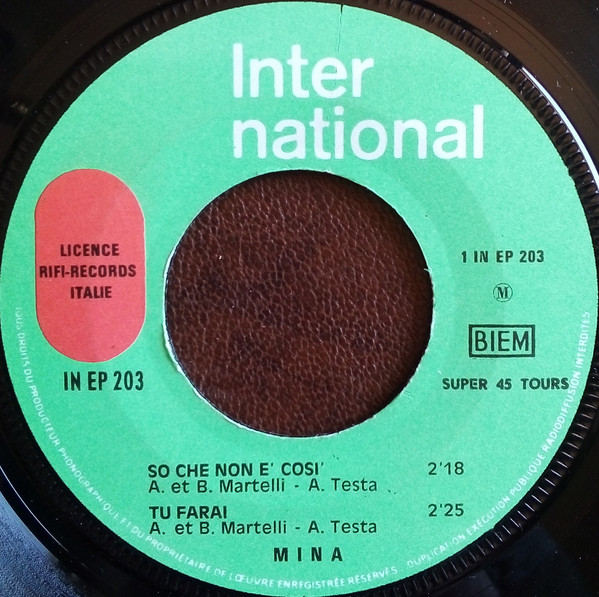 Inter
national
LICENCE
RIFI-RECORDS
ITALIE
IN EP 203
1 IN EP 203
M
BIEM
SUPER 45 TOURS
SO CHE NON E' COSI' 2'18
A. et B. Martelli - A. Testa
TU FARAI 2'25
A. et B. Martelli - A. Testa
MINA
TOUS DROITS DU PRODUCTEUR PHONOGRAPHIQUE ET DU PROPRIÉTAIRE DE L'ŒUVRE ENREGISTRÉE RÉSERVÉS - DUPLICATION EXÉCUTION PUBLIQUE RADIODIFFUSION INTERDITES